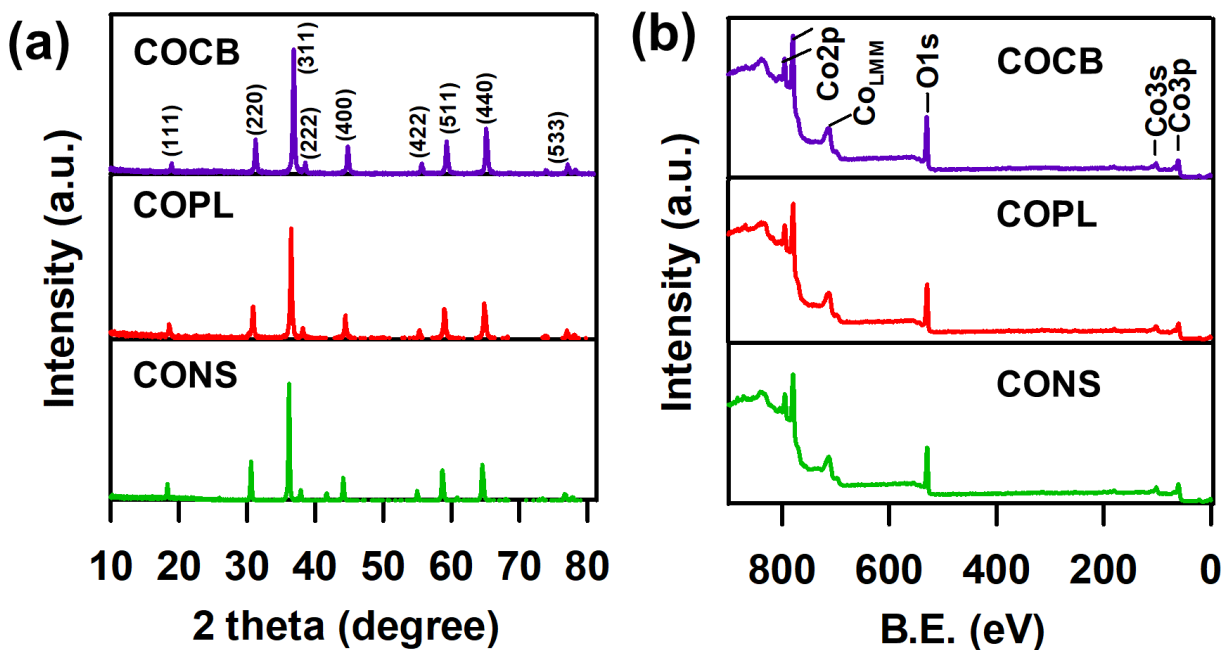 (a)
Intensity (a.u.)
COCB
(111)
(220)
(311)
(222)
(400)
(422)
(511)
(440)
(533)
COPL
CONS
10 20 30 40 50 60 70 80
2 theta (degree)
(b)
Intensity (a.u.)
Co2p
CoLMM
O1s
COCB
Co3s
Co3p
COPL
CONS
800 600 400 200 0
B.E. (eV)